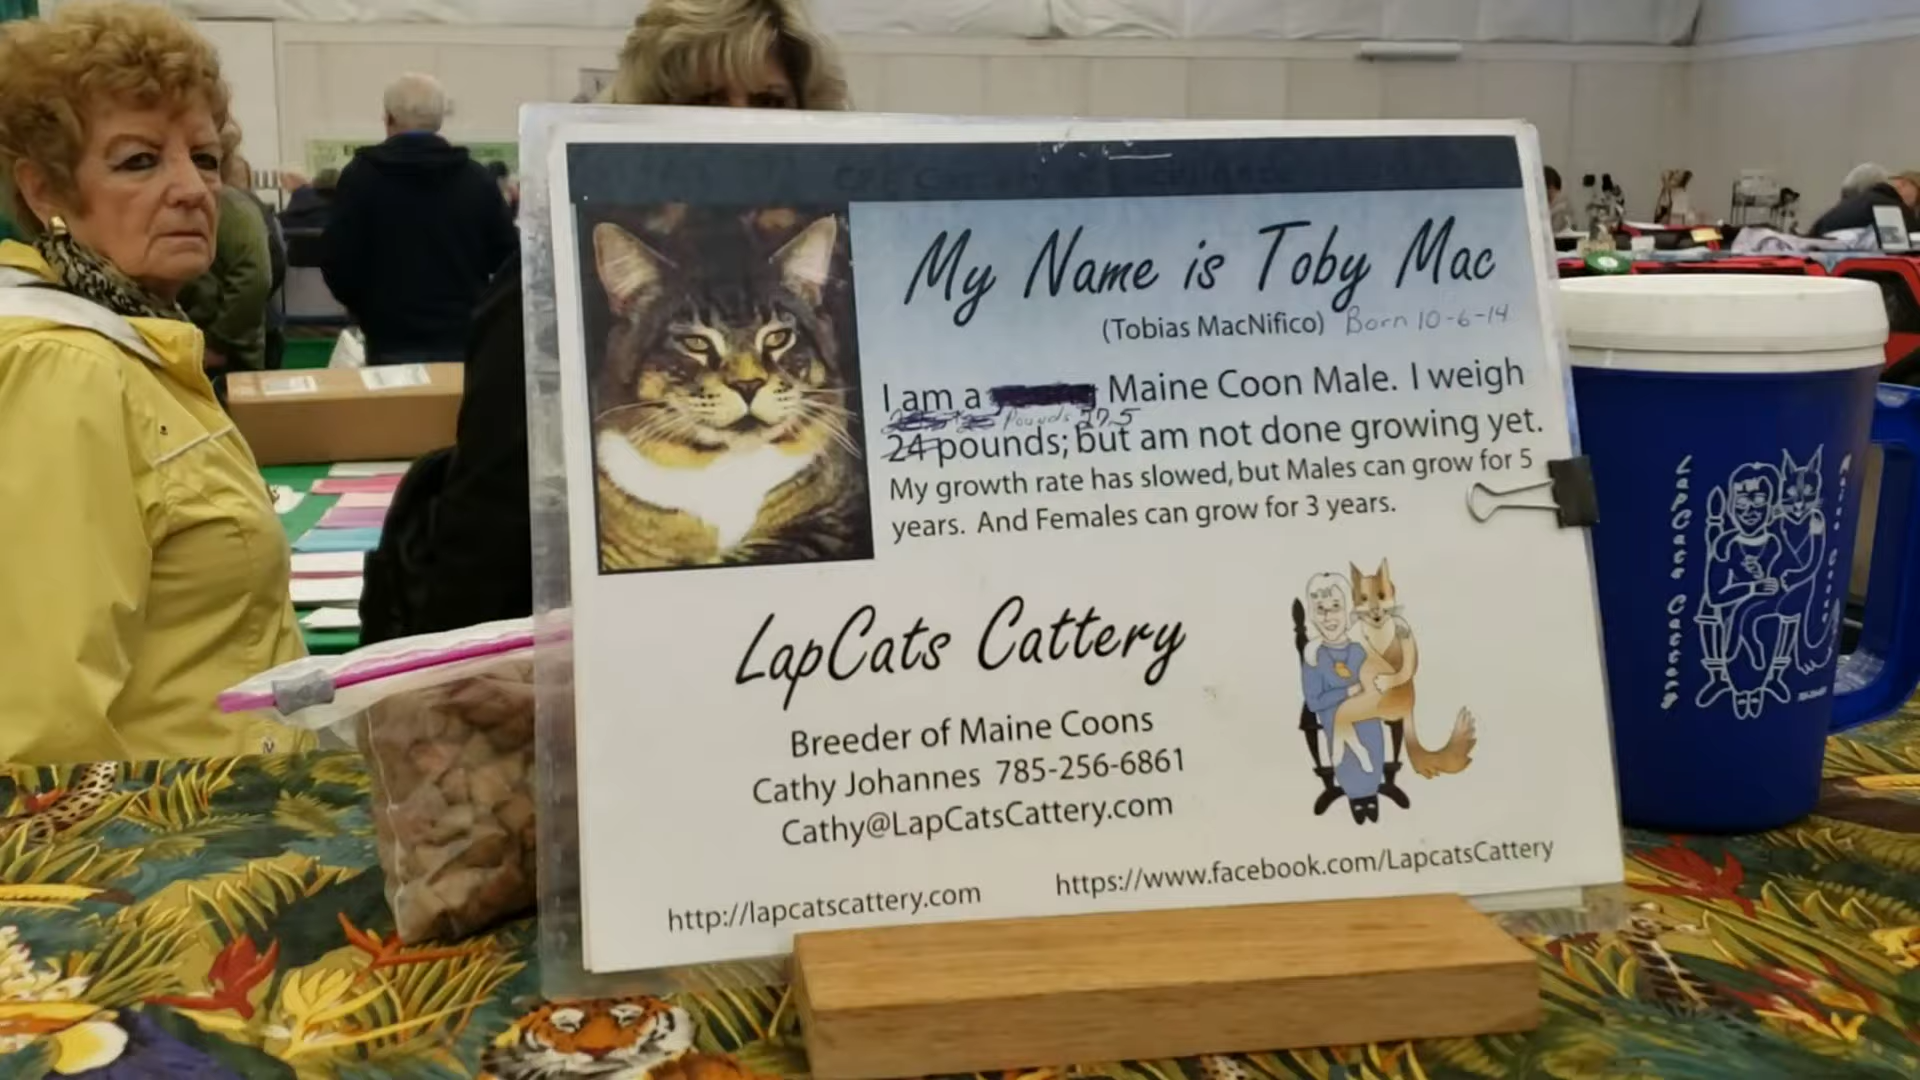 My Name is Toby Mac
(Tobias MacNifico) Born 10-6-14
I am a Maine Coon Male. I weigh
Pounds 27.5
24 pounds; but am not done growing yet.
My growth rate has slowed, but Males can grow for 5
years. And Females can grow for 3 years.
LapCats Cattery
Breeder of Maine Coons
Cathy Johannes 785-256-6861
Cathy@LapCatsCattery.com
http://lapcatscattery.com
https://www.facebook.com/LapcatsCattery
LapCats Cattery
Maine Coons